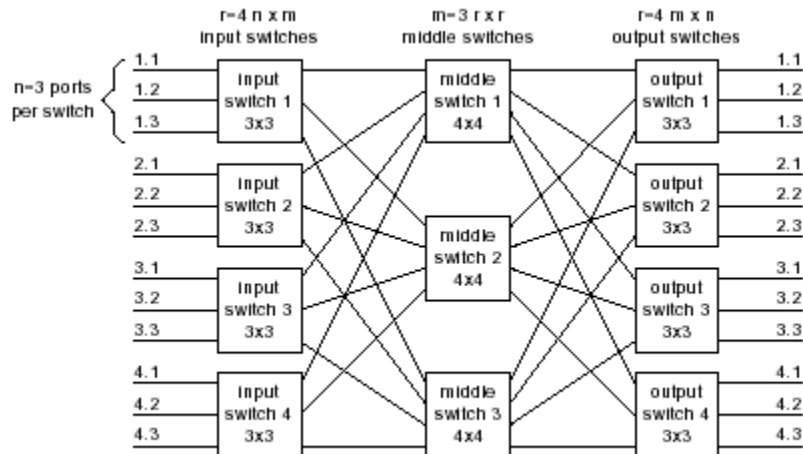 r=4 n x m
input switches
m=3 r x r
middle switches
r=4 m x n
output switches
n=3 ports
per switch
1.1
1.2
1.3
2.1
2.2
2.3
3.1
3.2
3.3
4.1
4.2
4.3
input
switch 1
3x3
input
switch 2
3x3
input
switch 3
3x3
input
switch 4
3x3
middle
switch 1
4x4
middle
switch 2
4x4
middle
switch 3
4x4
output
switch 1
3x3
output
switch 2
3x3
output
switch 3
3x3
output
switch 4
3x3
1.1
1.2
1.3
2.1
2.2
2.3
3.1
3.2
3.3
4.1
4.2
4.3